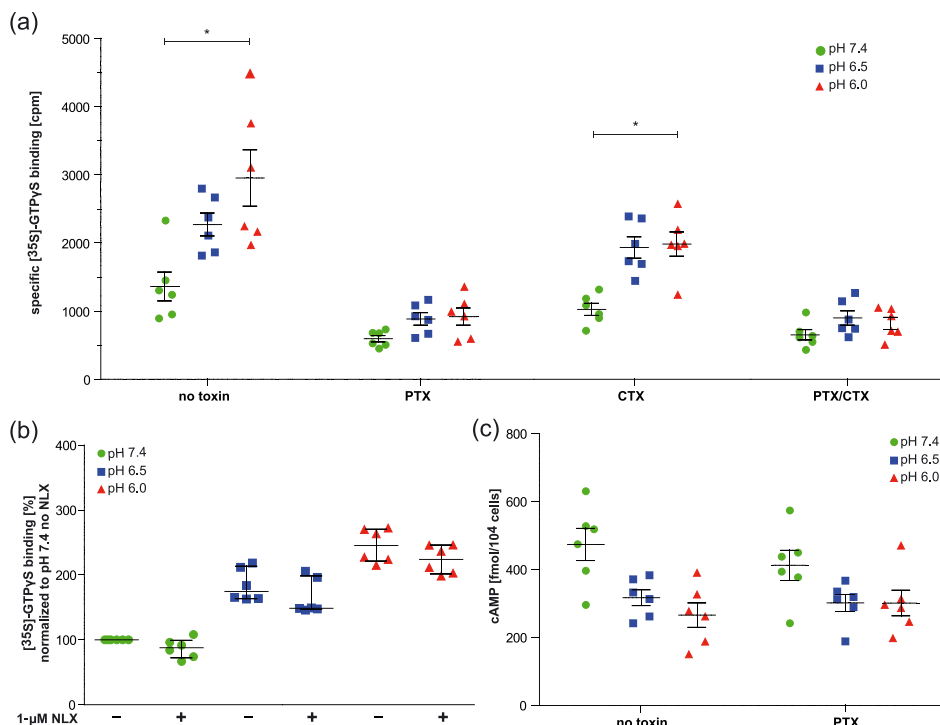 (a)
*
*
pH 7.4
pH 6.5
pH 6.0
specific [35S]-GTPγS binding [cpm]
5000
4000
3000
2000
1000
0
no toxin PTX CTX PTX/CTX
(b)
pH 7.4
pH 6.5
pH 6.0
[35S]-GTPγS binding [%]
normalized to pH 7.4 no NLX
400
300
200
100
0
1-µM NLX − + − + − +
(c)
pH 7.4
pH 6.5
pH 6.0
cAMP [fmol/10⁴ cells]
800
600
400
200
0
no toxin PTX